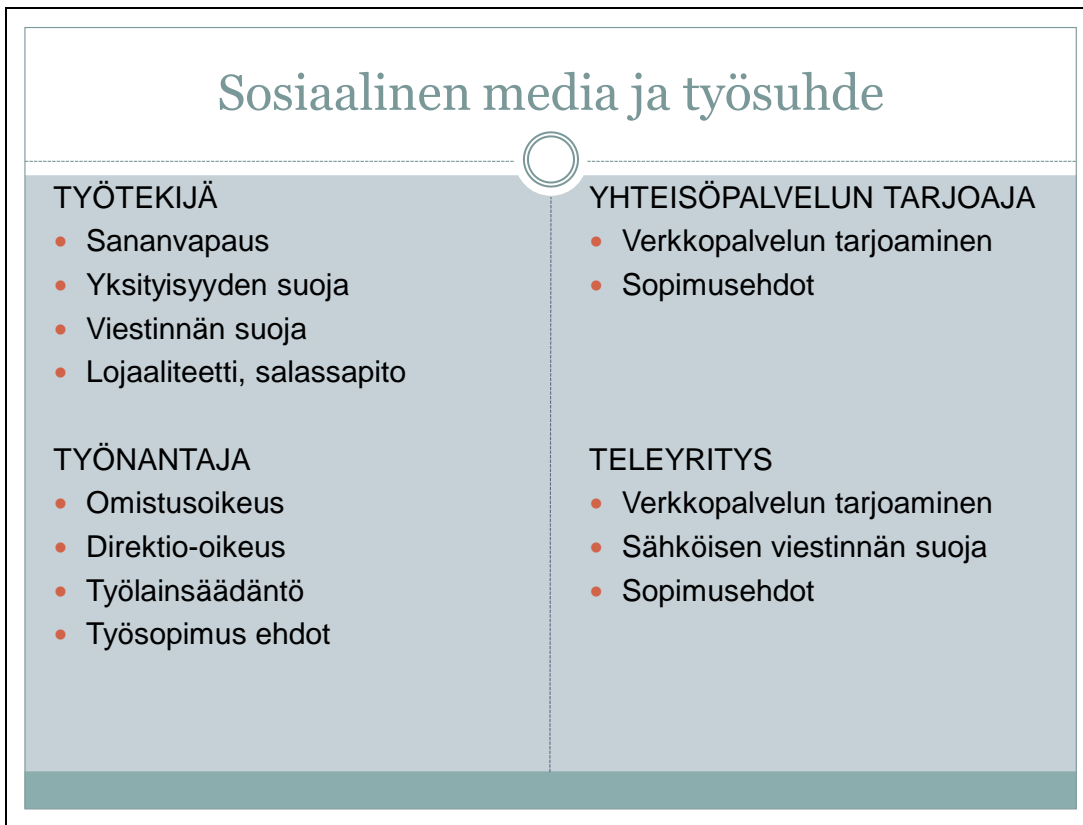 Sosiaalinen media ja työsuhde
TYÖTEKIJÄ
Sananvapaus
Yksityisyyden suoja
Viestinnän suoja
Lojaaliteetti, salassapito
TYÖNANTAJA
Omistusoikeus
Direktio-oikeus
Työlainsäädäntö
Työsopimus ehdot
YHTEISÖPALVELUN TARJOAJA
Verkkopalvelun tarjoaminen
Sopimusehdot
TELEYRITYS
Verkkopalvelun tarjoaminen
Sähköisen viestinnän suoja
Sopimusehdot